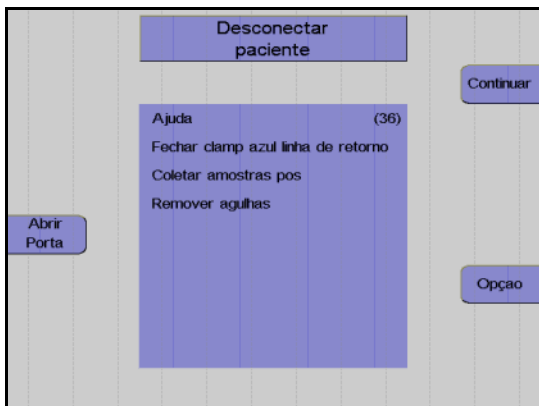 Desconectar
paciente
Continuar
Ajuda (36)
Fechar clamp azul linha de retorno
Coletar amostras pos
Remover agulhas
Abrir
Porta
Opçao